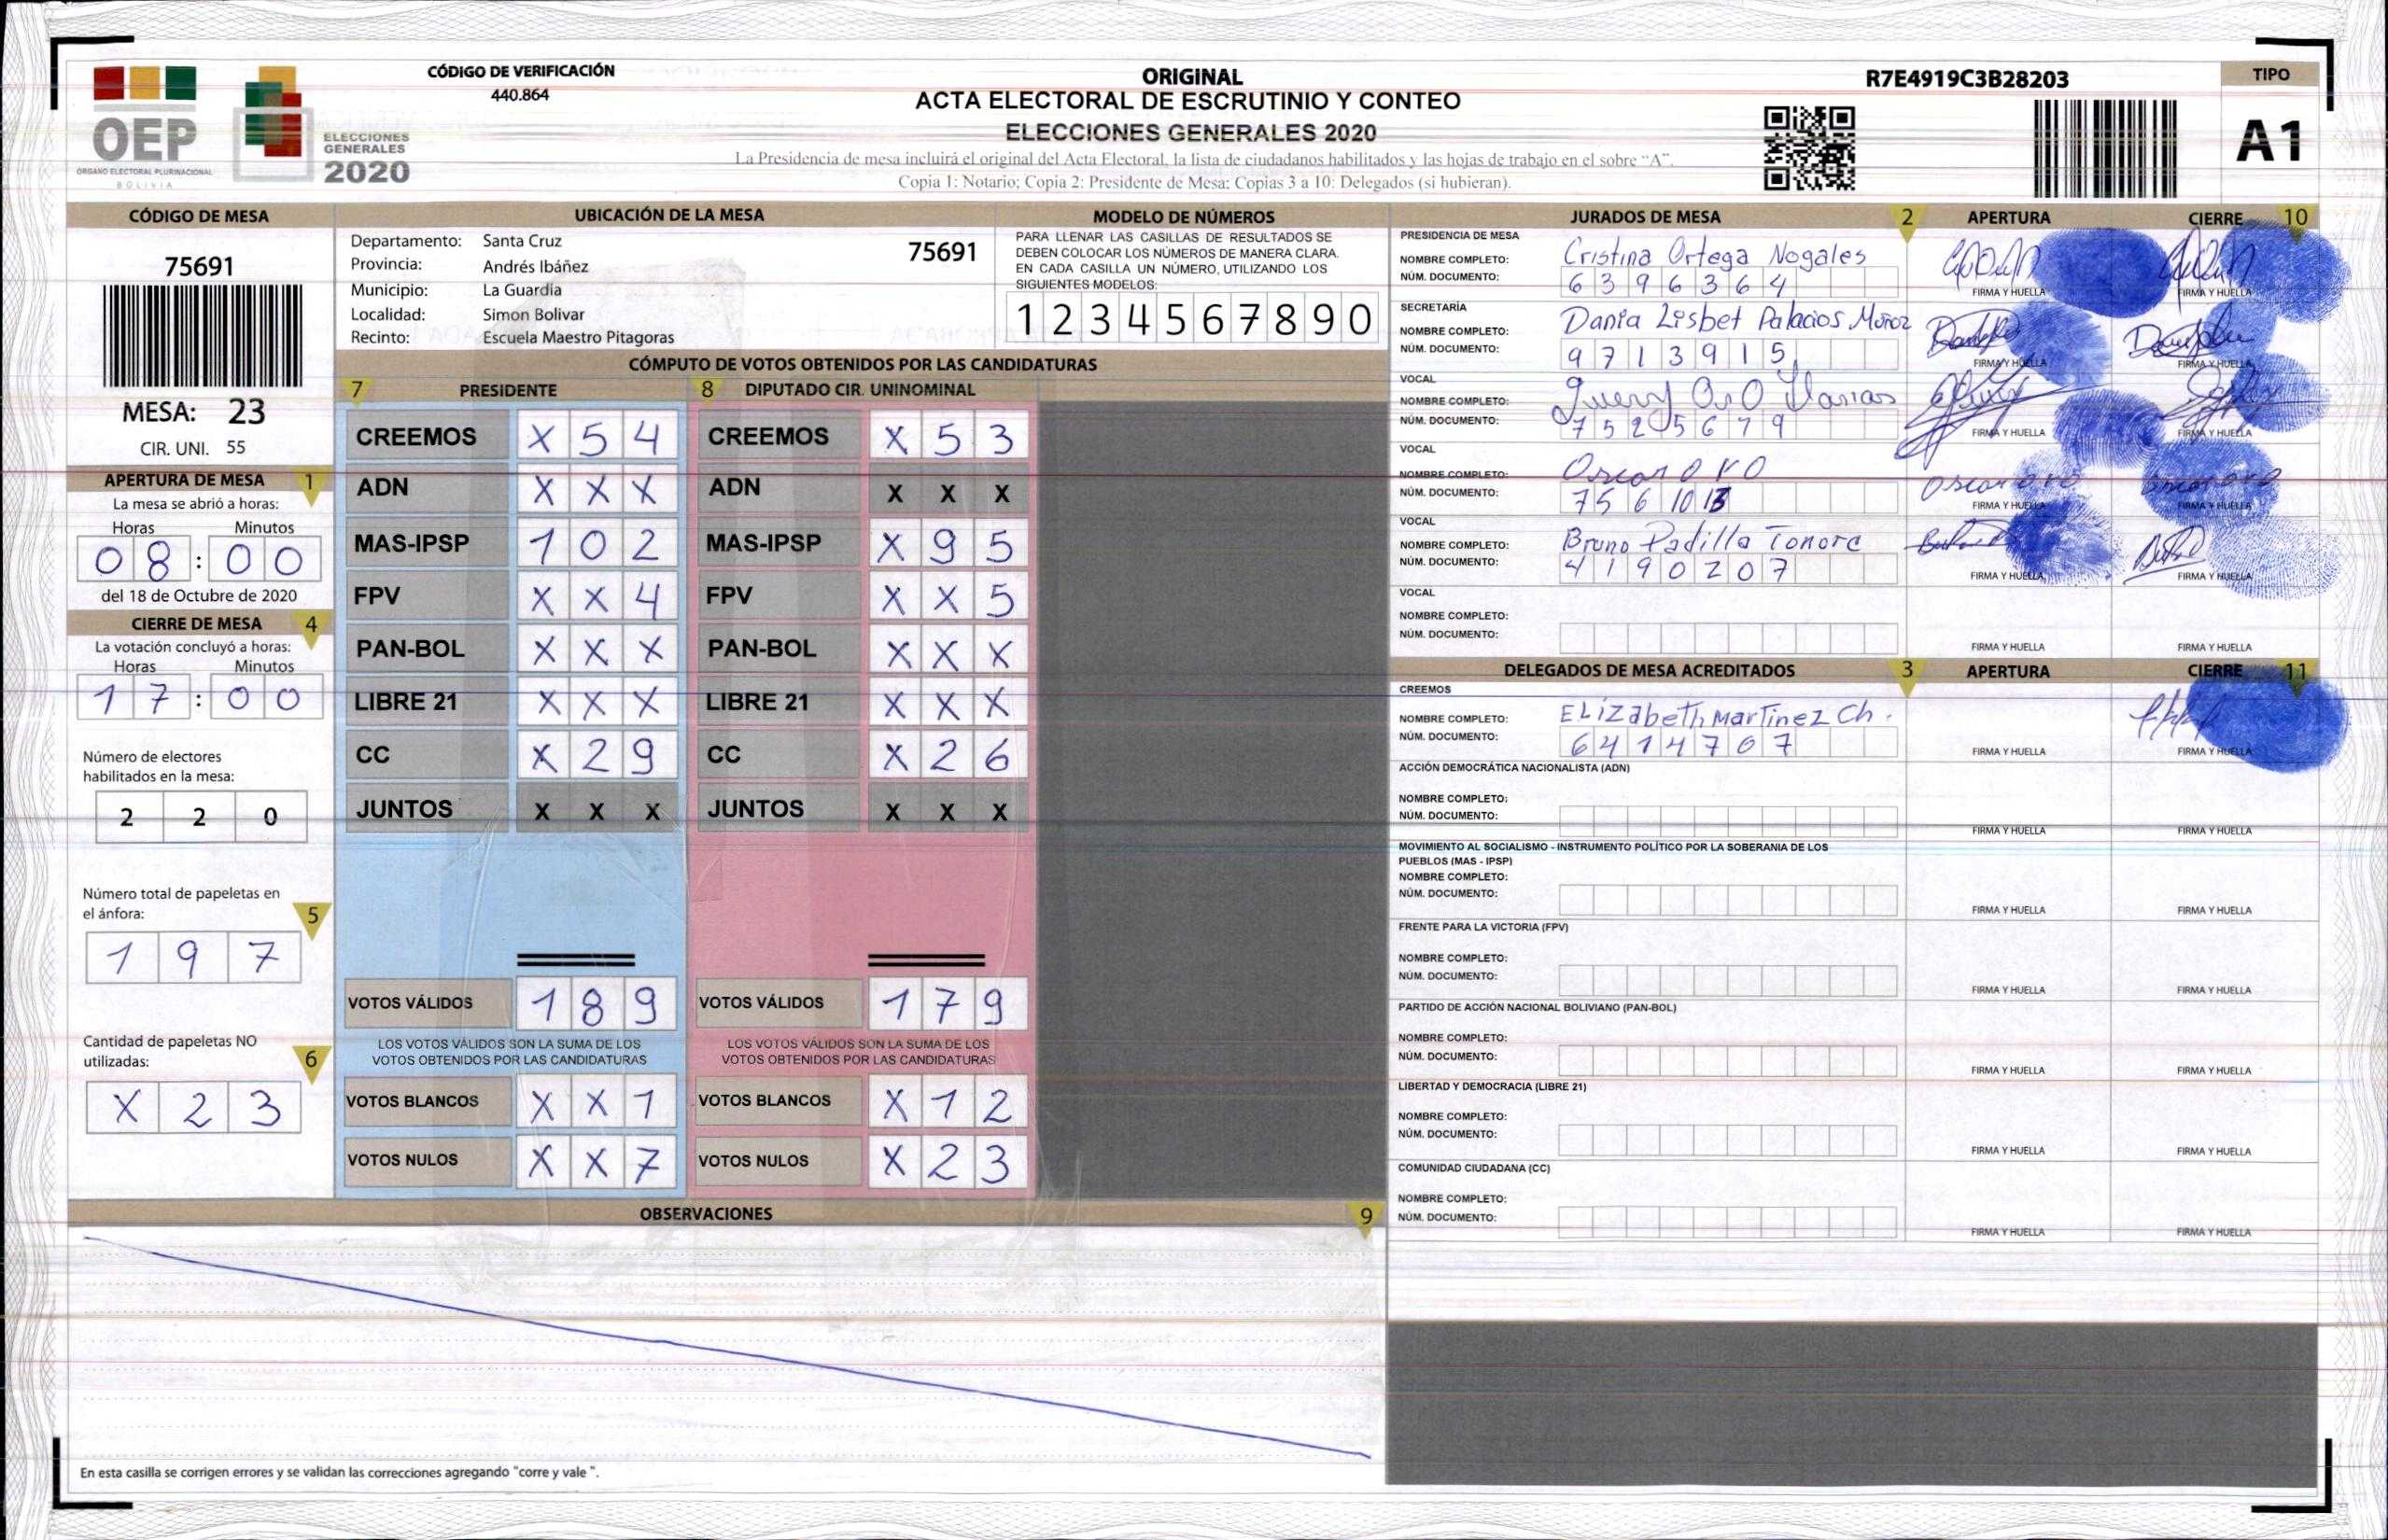 OEP
ÓRGANO ELECTORAL PLURINACIONAL
BOLIVIA
ELECCIONES
GENERALES
2020
CÓDIGO DE VERIFICACIÓN
440.864
ORIGINAL
ACTA ELECTORAL DE ESCRUTINIO Y CONTEO
ELECCIONES GENERALES 2020
La Presidencia de mesa incluirá el original del Acta Electoral, la lista de ciudadanos habilitados y las hojas de trabajo en el sobre “A”.
Copia 1: Notario; Copia 2: Presidente de Mesa; Copias 3 a 10: Delegados (si hubieran).
R7E4919C3B28203
TIPO
A1
CÓDIGO DE MESA
75691
MESA: 23
CIR. UNI. 55
APERTURA DE MESA 1
La mesa se abrió a horas:
Horas Minutos
08:00
del 18 de Octubre de 2020
CIERRE DE MESA 4
La votación concluyó a horas:
Horas Minutos
17:00
Número de electores
habilitados en la mesa:
2 2 0
Número total de papeletas en
el ánfora: 5
1 9 7
Cantidad de papeletas NO
utilizadas: 6
X 2 3
UBICACIÓN DE LA MESA
Departamento: Santa Cruz 75691
Provincia: Andrés Ibáñez
Municipio: La Guardia
Localidad: Simon Bolivar
Recinto: Escuela Maestro Pitagoras
MODELO DE NÚMEROS
PARA LLENAR LAS CASILLAS DE RESULTADOS SE
DEBEN COLOCAR LOS NÚMEROS DE MANERA CLARA.
EN CADA CASILLA UN NÚMERO, UTILIZANDO LOS
SIGUIENTES MODELOS:
1 2 3 4 5 6 7 8 9 0
CÓMPUTO DE VOTOS OBTENIDOS POR LAS CANDIDATURAS
7 PRESIDENTE 8 DIPUTADO CIR. UNINOMINAL
CREEMOS X 5 4 CREEMOS X 5 3
ADN X X X ADN X X X
MAS-IPSP 1 0 2 MAS-IPSP X 9 5
FPV X X 4 FPV X X 5
PAN-BOL X X X PAN-BOL X X X
LIBRE 21 X X X LIBRE 21 X X X
CC X 2 9 CC X 2 6
JUNTOS X X X JUNTOS X X X
VOTOS VÁLIDOS 1 8 9 VOTOS VÁLIDOS 1 7 9
LOS VOTOS VÁLIDOS SON LA SUMA DE LOS LOS VOTOS VÁLIDOS SON LA SUMA DE LOS
VOTOS OBTENIDOS POR LAS CANDIDATURAS VOTOS OBTENIDOS POR LAS CANDIDATURAS
VOTOS BLANCOS X X 1 VOTOS BLANCOS X 1 2
VOTOS NULOS X X 7 VOTOS NULOS X 2 3
OBSERVACIONES 9
En esta casilla se corrigen errores y se validan las correcciones agregando "corre y vale ".
JURADOS DE MESA 2 APERTURA CIERRE 10
PRESIDENCIA DE MESA
NOMBRE COMPLETO: Cristina Ortega Nogales
NÚM. DOCUMENTO: 6396364
FIRMA Y HUELLA FIRMA Y HUELLA
SECRETARÍA
NOMBRE COMPLETO: Dania Lisbet Palacios Muñoz
NÚM. DOCUMENTO: 9713915
FIRMA Y HUELLA FIRMA Y HUELLA
VOCAL
NOMBRE COMPLETO:
NÚM. DOCUMENTO: 7525679
FIRMA Y HUELLA FIRMA Y HUELLA
VOCAL
NOMBRE COMPLETO: Oscar oro
NÚM. DOCUMENTO:
Oscar oro Oscar oro
FIRMA Y HUELLA FIRMA Y HUELLA
VOCAL
NOMBRE COMPLETO: Bruno Padilla Tonore
NÚM. DOCUMENTO: 4190207
FIRMA Y HUELLA FIRMA Y HUELLA
VOCAL
NOMBRE COMPLETO:
NÚM. DOCUMENTO:
FIRMA Y HUELLA FIRMA Y HUELLA
DELEGADOS DE MESA ACREDITADOS 3 APERTURA CIERRE 11
CREEMOS
NOMBRE COMPLETO: ELizabeth Martinez Ch.
NÚM. DOCUMENTO: 6414707
FIRMA Y HUELLA FIRMA Y HUELLA
ACCIÓN DEMOCRÁTICA NACIONALISTA (ADN)
NOMBRE COMPLETO:
NÚM. DOCUMENTO:
FIRMA Y HUELLA FIRMA Y HUELLA
MOVIMIENTO AL SOCIALISMO - INSTRUMENTO POLÍTICO POR LA SOBERANIA DE LOS
PUEBLOS (MAS - IPSP)
NOMBRE COMPLETO:
NÚM. DOCUMENTO:
FIRMA Y HUELLA FIRMA Y HUELLA
FRENTE PARA LA VICTORIA (FPV)
NOMBRE COMPLETO:
NÚM. DOCUMENTO:
FIRMA Y HUELLA FIRMA Y HUELLA
PARTIDO DE ACCIÓN NACIONAL BOLIVIANO (PAN-BOL)
NOMBRE COMPLETO:
NÚM. DOCUMENTO:
FIRMA Y HUELLA FIRMA Y HUELLA
LIBERTAD Y DEMOCRACIA (LIBRE 21)
NOMBRE COMPLETO:
NÚM. DOCUMENTO:
FIRMA Y HUELLA FIRMA Y HUELLA
COMUNIDAD CIUDADANA (CC)
NOMBRE COMPLETO:
NÚM. DOCUMENTO:
FIRMA Y HUELLA FIRMA Y HUELLA